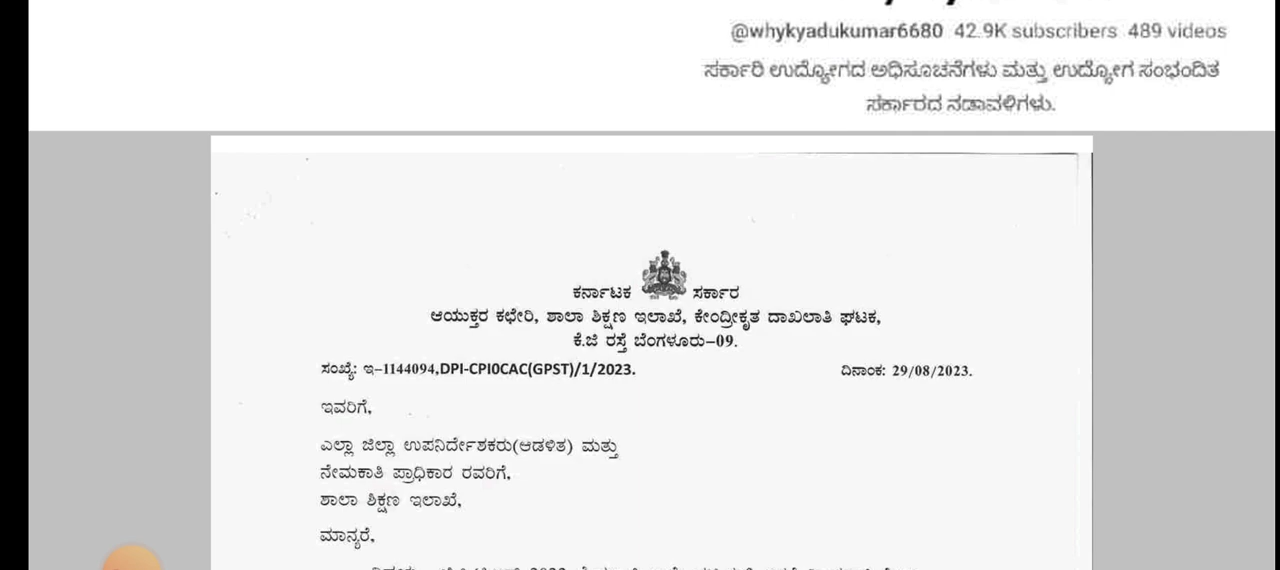 @whykyadukumar6680 42.9K subscribers 489 videos
ಸರ್ಕಾರಿ ಉದ್ಯೋಗದ ಅಧಿಸೂಚನೆಗಳು ಮತ್ತು ಉದ್ಯೋಗ ಸಂಭಂದಿತ
ಸರ್ಕಾರದ ನಡಾವಳಿಗಳು.
ಕರ್ನಾಟಕ ಸರ್ಕಾರ
ಆಯುಕ್ತರ ಕಛೇರಿ, ಶಾಲಾ ಶಿಕ್ಷಣ ಇಲಾಖೆ, ಕೇಂದ್ರೀಕೃತ ದಾಖಲಾತಿ ಘಟಕ,
ಕೆ.ಜಿ ರಸ್ತೆ ಬೆಂಗಳೂರು-09.
ಸಂಖ್ಯೆ: ಇ-1144094,DPI-CPI0CAC(GPST)/1/2023. ದಿನಾಂಕ: 29/08/2023.
ಇವರಿಗೆ,
ಎಲ್ಲಾ ಜಿಲ್ಲಾ ಉಪನಿರ್ದೇಶಕರು(ಆಡಳಿತ) ಮತ್ತು
ನೇಮಕಾತಿ ಪ್ರಾಧಿಕಾರ ರವರಿಗೆ,
ಶಾಲಾ ಶಿಕ್ಷಣ ಇಲಾಖೆ,
ಮಾನ್ಯರೆ,